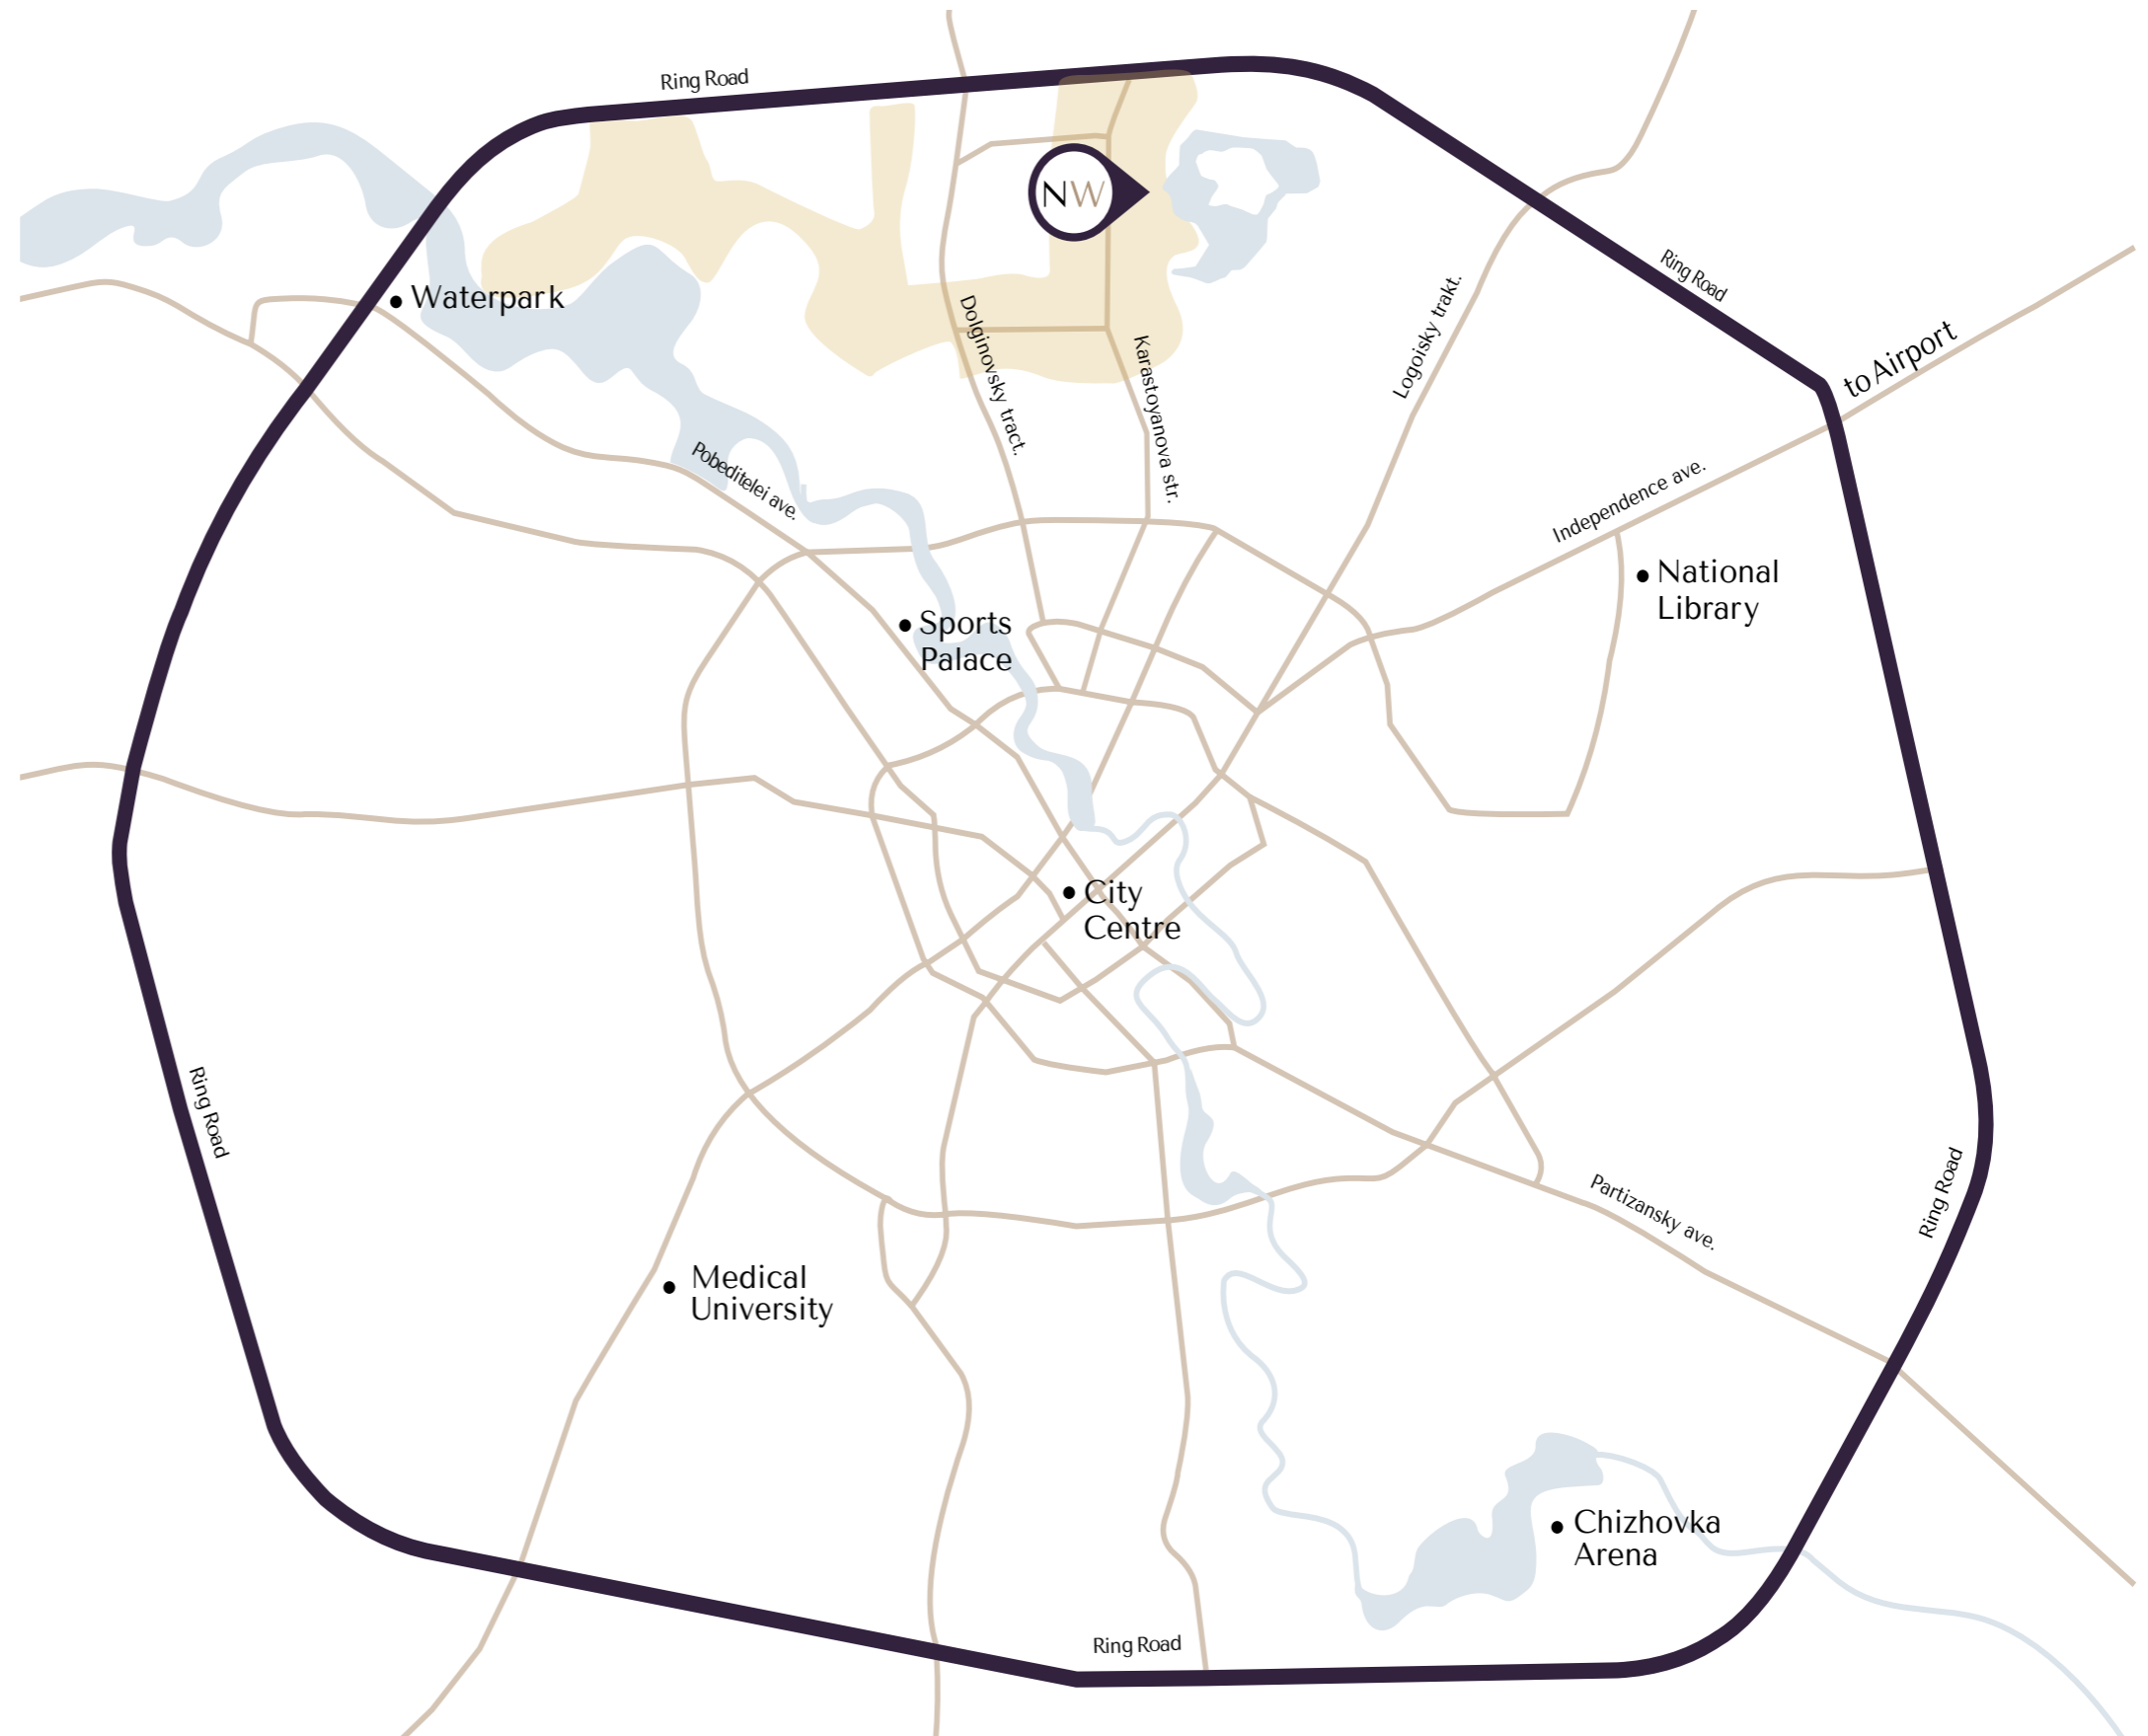 Ring Road
NW
Ring Road
Waterpark
Dolginovsky tract.
Karastoyanova str.
Logoisky trakt.
to Airport
Pobeditelei ave.
Independence ave.
National
Library
Sports
Palace
City
Centre
Ring Road
Partizansky ave.
Ring Road
Medical
University
Chizhovka
Arena
Ring Road